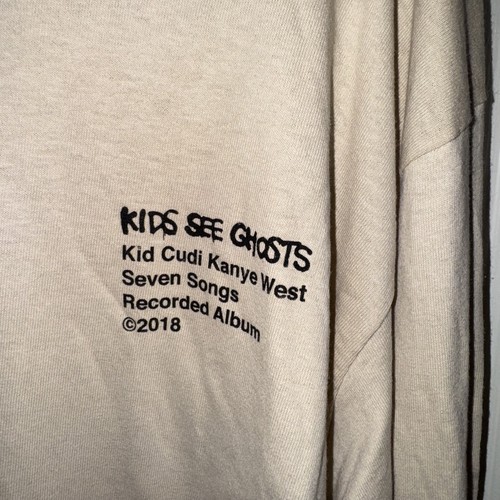 KIDS SEE GHOSTS
Kid Cudi Kanye West
Seven Songs
Recorded Album
©2018